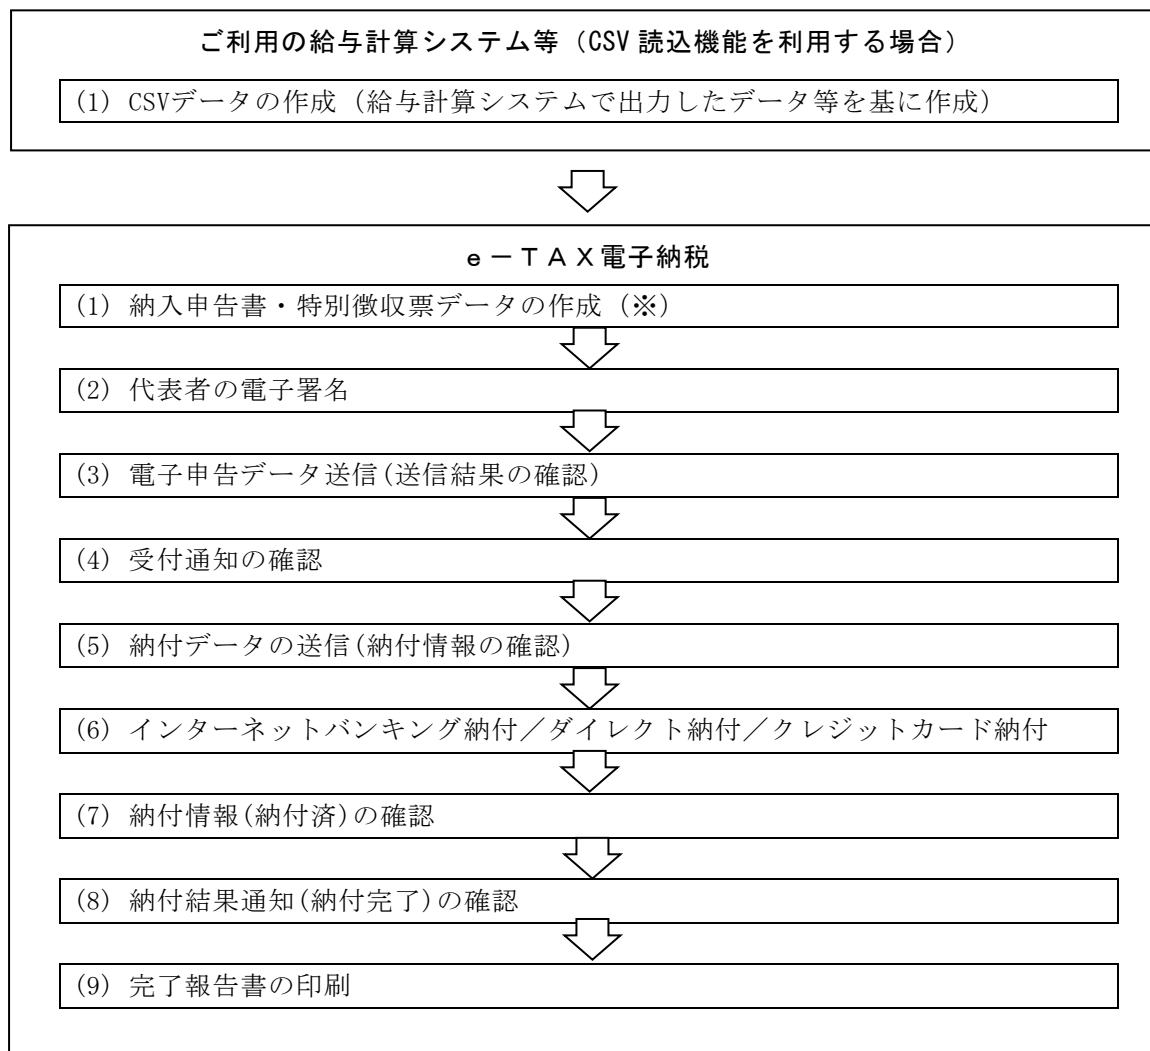 ご利用の給与計算システム等（CSV 読込機能を利用する場合）
(1) CSVデータの作成（給与計算システムで出力したデータ等を基に作成）
ｅ－ＴＡＸ電子納税
(1) 納入申告書・特別徴収票データの作成（※）
(2) 代表者の電子署名
(3) 電子申告データ送信(送信結果の確認)
(4) 受付通知の確認
(5) 納付データの送信(納付情報の確認)
(6) インターネットバンキング納付／ダイレクト納付／クレジットカード納付
(7) 納付情報(納付済)の確認
(8) 納付結果通知(納付完了)の確認
(9) 完了報告書の印刷